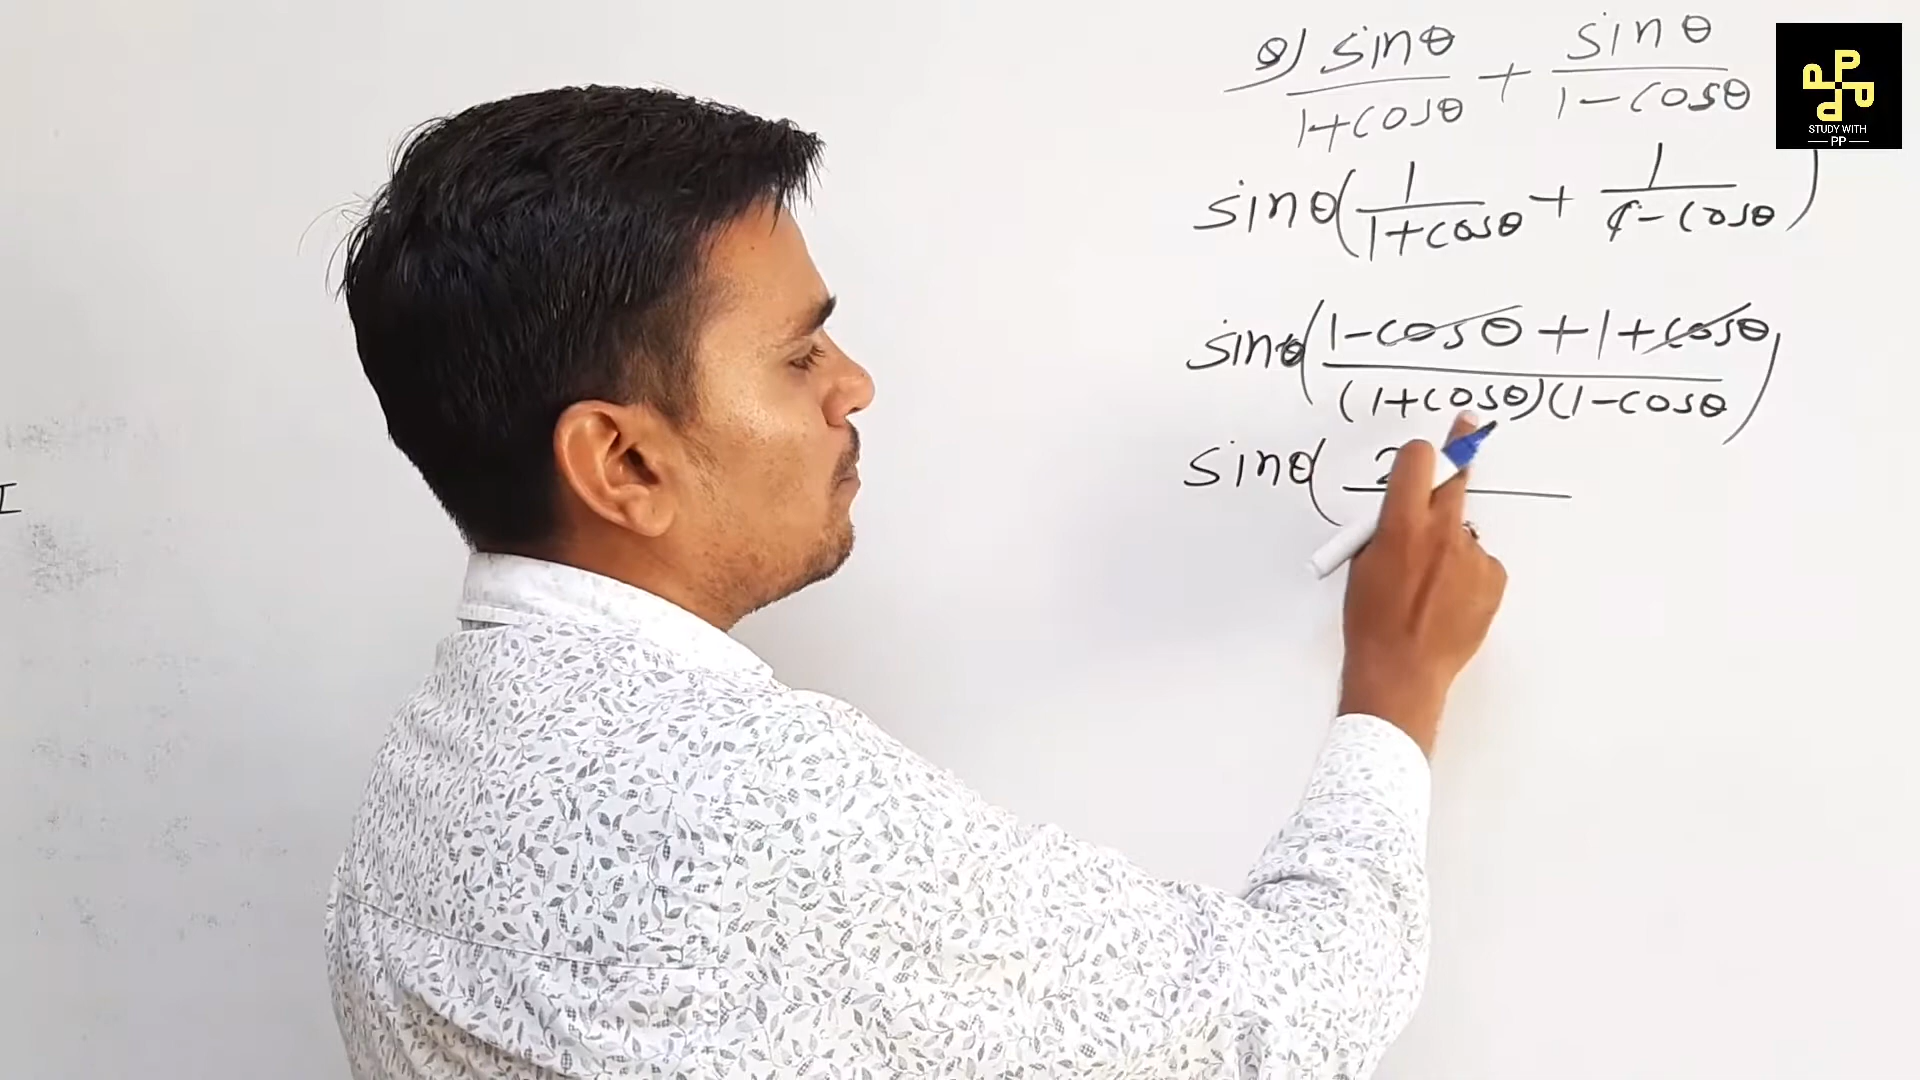 Q) sinθ/1+cosθ + sinθ/1-cosθ
sinθ(1/1+cosθ + 1/1-cosθ)
sinθ(1-cosθ+1+cosθ/(1+cosθ)(1-cosθ)
sinθ(2
P P P P
STUDY WITH
PP
I